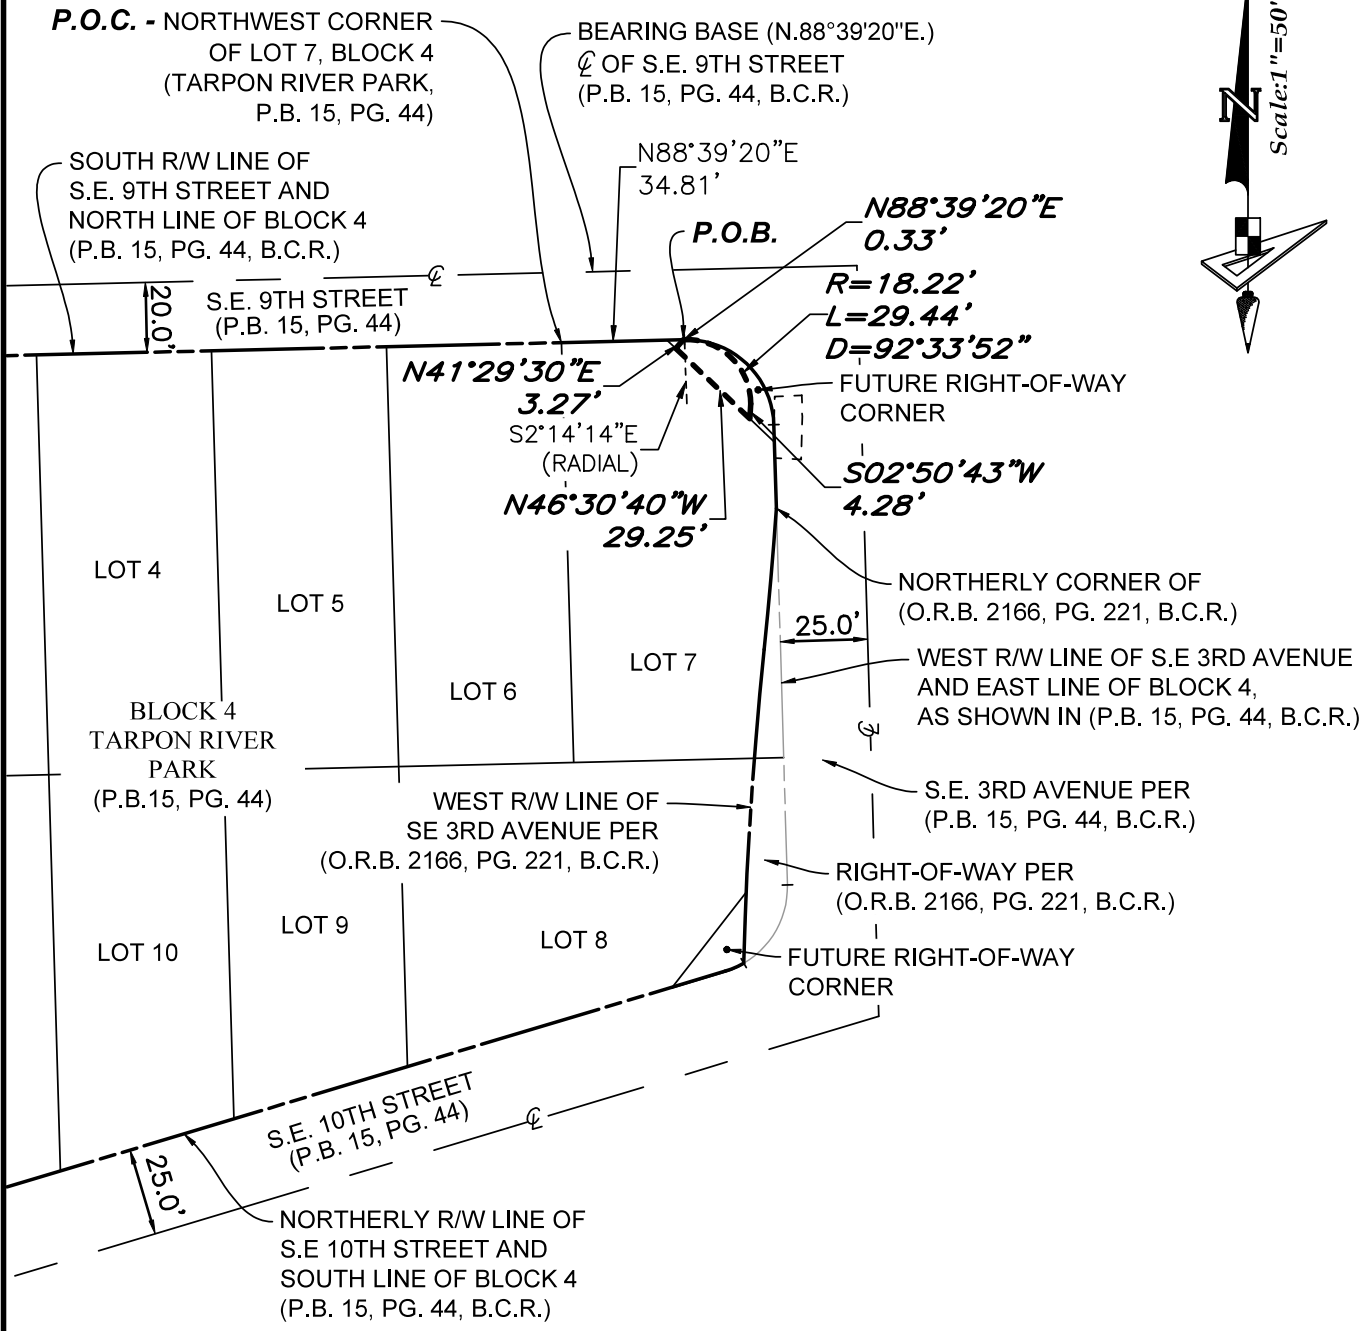 P.O.C. - NORTHWEST CORNER
OF LOT 7, BLOCK 4
(TARPON RIVER PARK,
P.B. 15, PG. 44)
BEARING BASE (N.88°39'20"E.)
℄ OF S.E. 9TH STREET
(P.B. 15, PG. 44, B.C.R.)
N
Scale:1"=50'
SOUTH R/W LINE OF
S.E. 9TH STREET AND
NORTH LINE OF BLOCK 4
(P.B. 15, PG. 44, B.C.R.)
N88°39'20"E
34.81'
P.O.B.
N88°39'20"E
0.33'
℄
20.0'
S.E. 9TH STREET
(P.B. 15, PG. 44)
R=18.22'
L=29.44'
D=92°33'52"
N41°29'30"E
3.27'
FUTURE RIGHT-OF-WAY
CORNER
S2°14'14"E
(RADIAL)
S02°50'43"W
4.28'
N46°30'40"W
29.25'
LOT 4
LOT 5
LOT 6
LOT 7
NORTHERLY CORNER OF
(O.R.B. 2166, PG. 221, B.C.R.)
25.0'
WEST R/W LINE OF S.E 3RD AVENUE
AND EAST LINE OF BLOCK 4,
AS SHOWN IN (P.B. 15, PG. 44, B.C.R.)
℄
BLOCK 4
TARPON RIVER
PARK
(P.B.15, PG. 44)
WEST R/W LINE OF
SE 3RD AVENUE PER
(O.R.B. 2166, PG. 221, B.C.R.)
S.E. 3RD AVENUE PER
(P.B. 15, PG. 44, B.C.R.)
RIGHT-OF-WAY PER
(O.R.B. 2166, PG. 221, B.C.R.)
LOT 10
LOT 9
LOT 8
FUTURE RIGHT-OF-WAY
CORNER
S.E. 10TH STREET
(P.B. 15, PG. 44)
℄
25.0'
NORTHERLY R/W LINE OF
S.E 10TH STREET AND
SOUTH LINE OF BLOCK 4
(P.B. 15, PG. 44, B.C.R.)